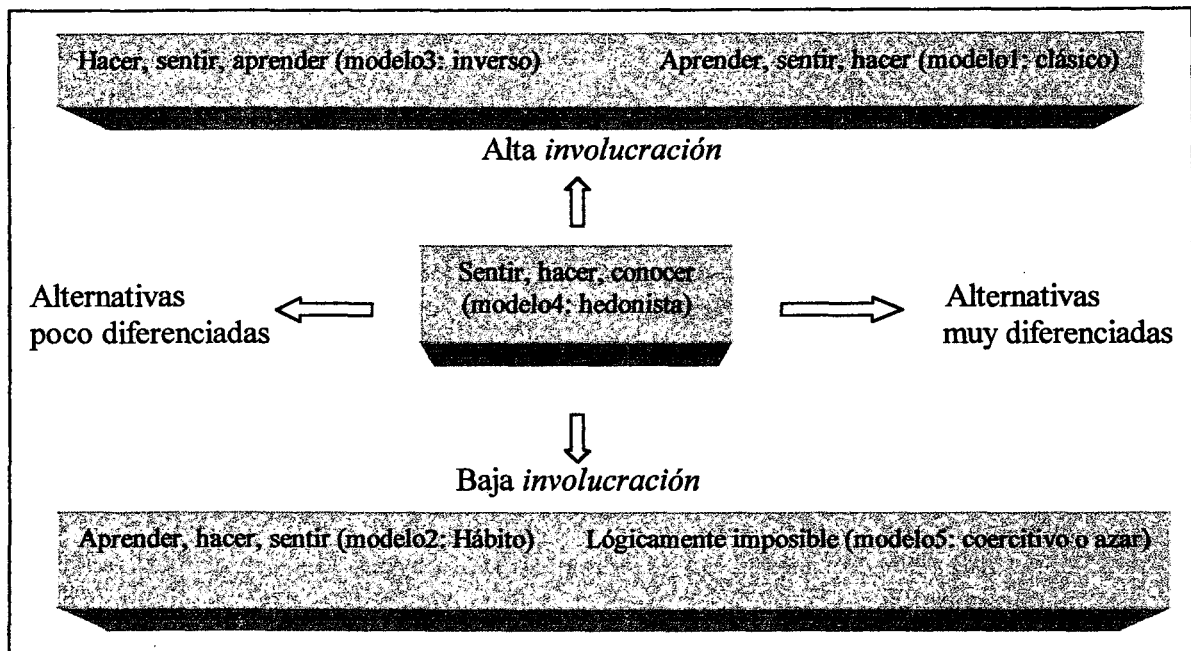 Hacer, sentir, aprender (modelo3: inverso) Aprender, sentir, hacer (modelo1: clásico)
Alta involucración
Sentir, hacer, conocer
(modelo4: hedonista)
Alternativas
poco diferenciadas
Alternativas
muy diferenciadas
Baja involucración
Aprender, hacer, sentir (modelo2: Hábito) Lógicamente imposible (modelo5: coercitivo o azar)